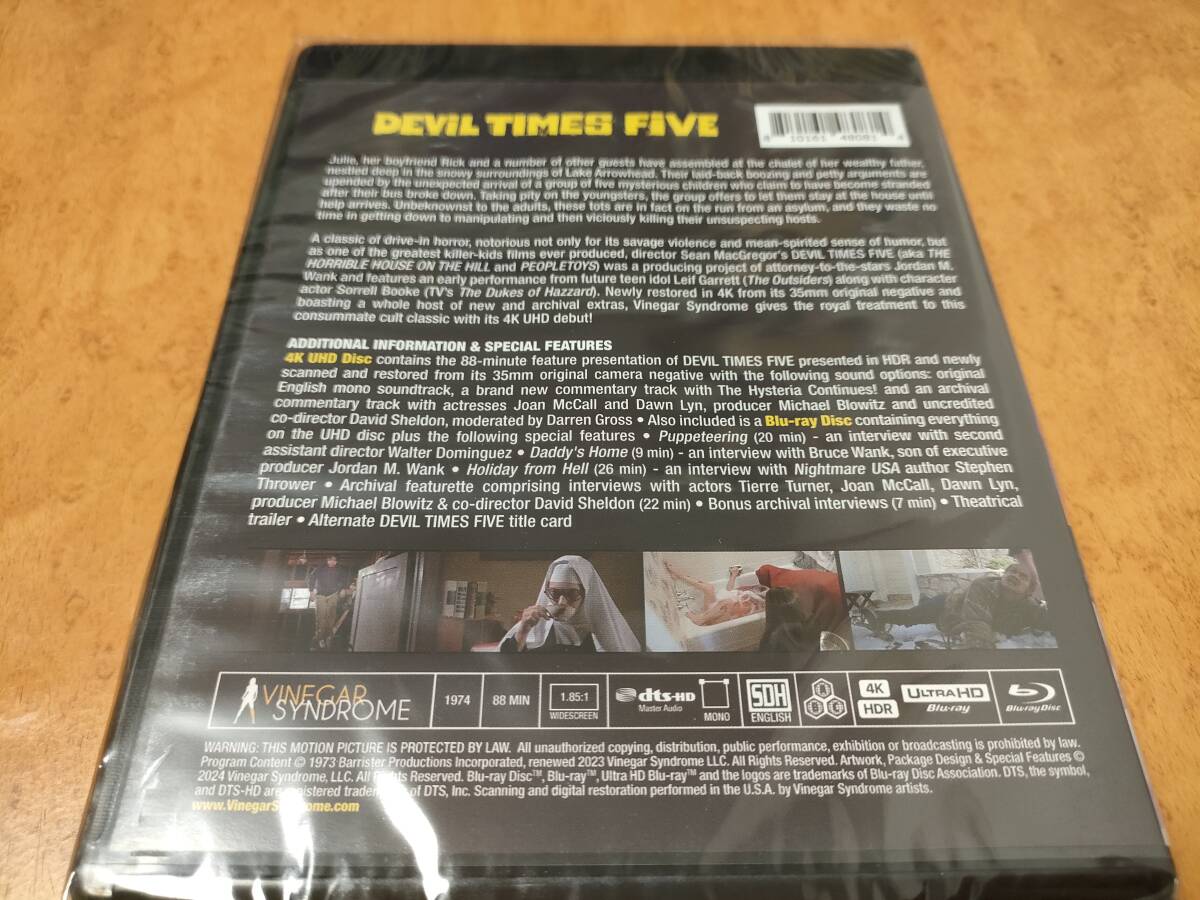 DEVIL TIMES FIVE
Julie, her boyfriend Rick and a number of other guests have assembled at the chalet of her wealthy father,
nestled deep in the snowy surroundings of Lake Arrowhead. Their laid-back boozing and petty arguments are
upended by the unexpected arrival of a group of five mysterious children who claim to have become stranded
after their bus broke down. Taking pity on the youngsters, the group offers to let them stay at the house until
help arrives. Unbeknownst to the adults, these tots are in fact on the run from an asylum, and they waste no
time in getting down to manipulating and then viciously killing their unsuspecting hosts.
A classic of drive-in horror, notorious not only for its savage violence and mean-spirited sense of humor, but
as one of the greatest killer-kids films ever produced, director Sean MacGregor's DEVIL TIMES FIVE (aka THE
HORRIBLE HOUSE ON THE HILL and PEOPLETOYS) was a producing project of attorney-to-the-stars Jordan M.
Wank and features an early performance from future teen idol Leif Garrett (The Outsiders) along with character
actor Sorrell Booke (TV's The Dukes of Hazzard). Newly restored in 4K from its 35mm original negative and
boasting a whole host of new and archival extras, Vinegar Syndrome gives the royal treatment to this
consummate cult classic with its 4K UHD debut!
ADDITIONAL INFORMATION & SPECIAL FEATURES
4K UHD Disc contains the 88-minute feature presentation of DEVIL TIMES FIVE presented in HDR and newly
scanned and restored from its 35mm original camera negative with the following sound options: original
English mono soundtrack, a brand new commentary track with The Hysteria Continues! and an archival
commentary track with actresses Joan McCall and Dawn Lyn, producer Michael Blowitz and uncredited
co-director David Sheldon, moderated by Darren Gross • Also included is a Blu-ray Disc containing everything
on the UHD disc plus the following special features • Puppeteering (20 min) - an interview with second
assistant director Walter Dominguez • Daddy's Home (9 min) - an interview with Bruce Wank, son of executive
producer Jordan M. Wank • Holiday from Hell (26 min) - an interview with Nightmare USA author Stephen
Thrower • Archival featurette comprising interviews with actors Tierre Turner, Joan McCall, Dawn Lyn,
producer Michael Blowitz & co-director David Sheldon (22 min) • Bonus archival interviews (7 min) • Theatrical
trailer • Alternate DEVIL TIMES FIVE title card
VINEGAR
SYNDROME
1974
88 MIN
1.85:1
WIDESCREEN
dts-HD
Master Audio
MONO
SDH
ENGLISH
4K
HDR
ULTRA HD
Blu-ray
Blu-ray Disc
WARNING: THIS MOTION PICTURE IS PROTECTED BY LAW. All unauthorized copying, distribution, public performance, exhibition or broadcasting is prohibited by law.
Program Content © 1973 Barrister Productions Incorporated, renewed 2023 Vinegar Syndrome LLC. All Rights Reserved. Artwork, Package Design & Special Features ©
2024 Vinegar Syndrome, LLC. All Rights Reserved. Blu-ray Disc™, Blu-ray™, Ultra HD Blu-ray™ and the logos are trademarks of Blu-ray Disc Association. DTS, the symbol,
and DTS-HD are registered trademarks of DTS, Inc. Scanning and digital restoration performed in the U.S.A. by Vinegar Syndrome artists.
www.VinegarSyndrome.com